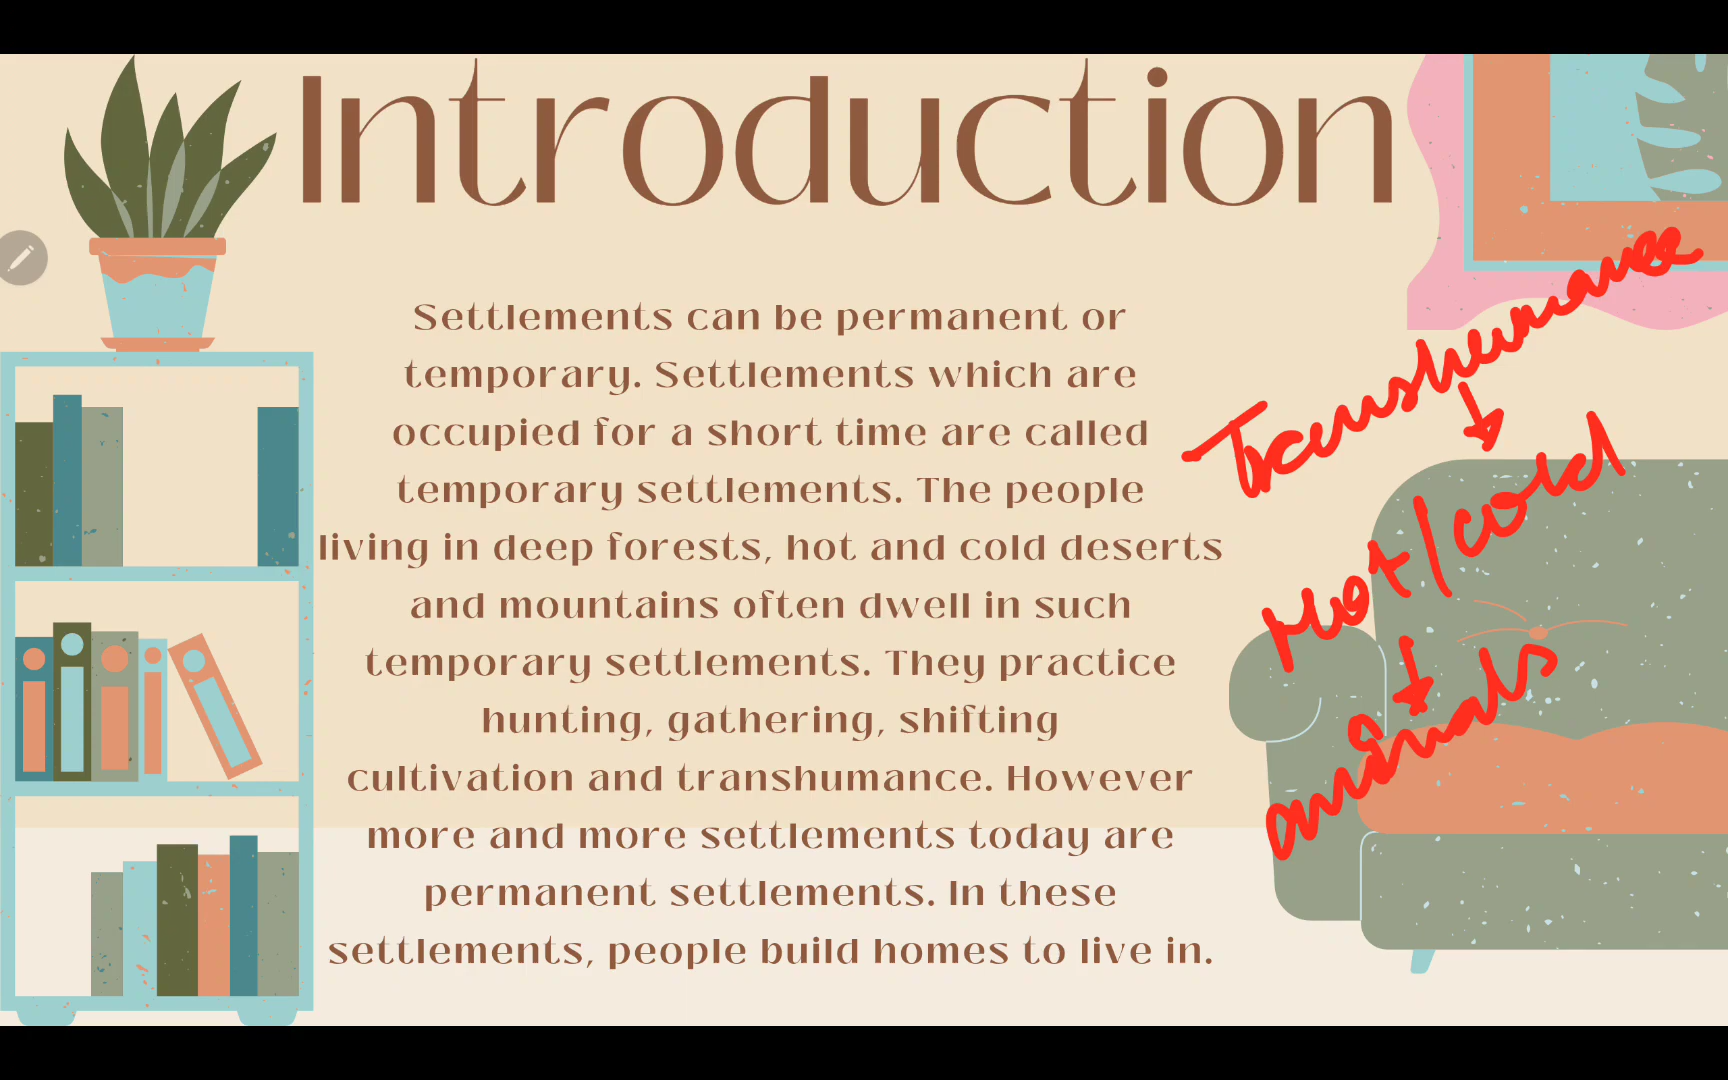 Introduction
Settlements can be permanent or
temporary. Settlements which are
occupied for a short time are called
temporary settlements. The people
living in deep forests, hot and cold deserts
and mountains often dwell in such
temporary settlements. They practice
hunting, gathering, shifting
cultivation and transhumance. However
more and more settlements today are
permanent settlements. In these
settlements, people build homes to live in.
Transhumance
Hot/cold
animals